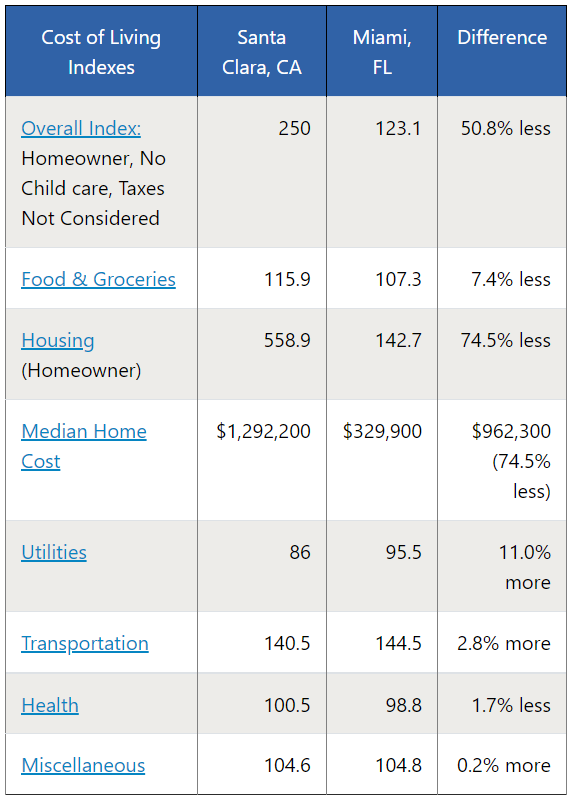 Cost of Living Indexes Santa Clara, CA Miami, FL Difference
Overall Index: Homeowner, No Child care, Taxes Not Considered 250 123.1 50.8% less
Food & Groceries 115.9 107.3 7.4% less
Housing (Homeowner) 558.9 142.7 74.5% less
Median Home Cost $1,292,200 $329,900 $962,300 (74.5% less)
Utilities 86 95.5 11.0% more
Transportation 140.5 144.5 2.8% more
Health 100.5 98.8 1.7% less
Miscellaneous 104.6 104.8 0.2% more